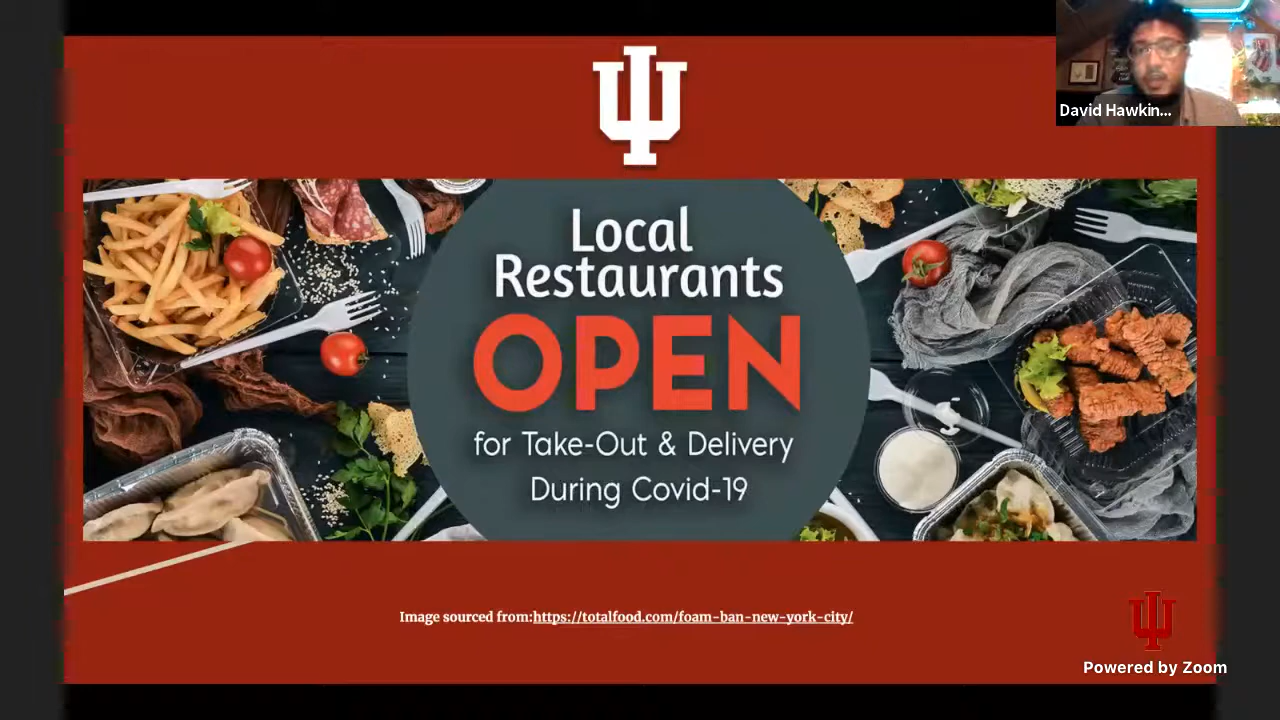 David Hawkin...
Local
Restaurants
OPEN
for Take-Out & Delivery
During Covid-19
Image sourced from:https://totalfood.com/foam-ban-new-york-city/
Powered by Zoom